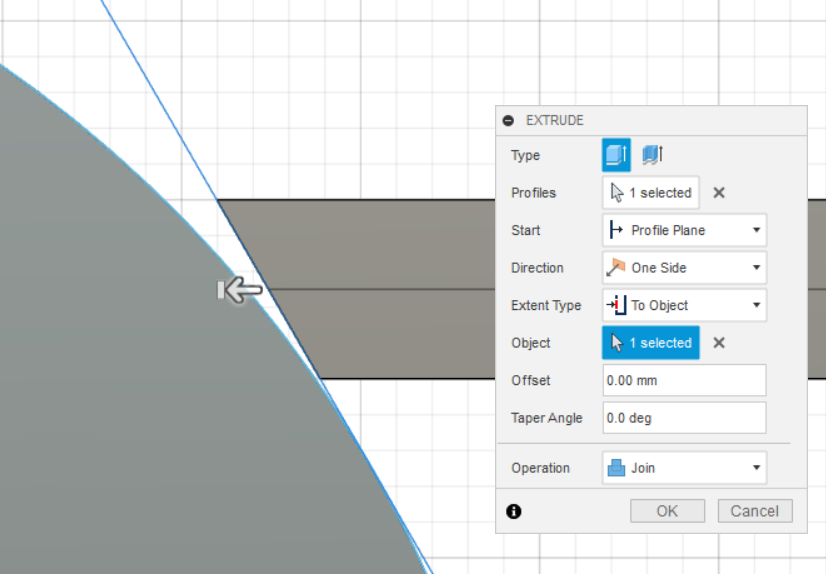 EXTRUDE
Type
Profiles 1 selected
Start Profile Plane
Direction One Side
Extent Type To Object
Object 1 selected
Offset 0.00 mm
Taper Angle 0.0 deg
Operation Join
OK Cancel